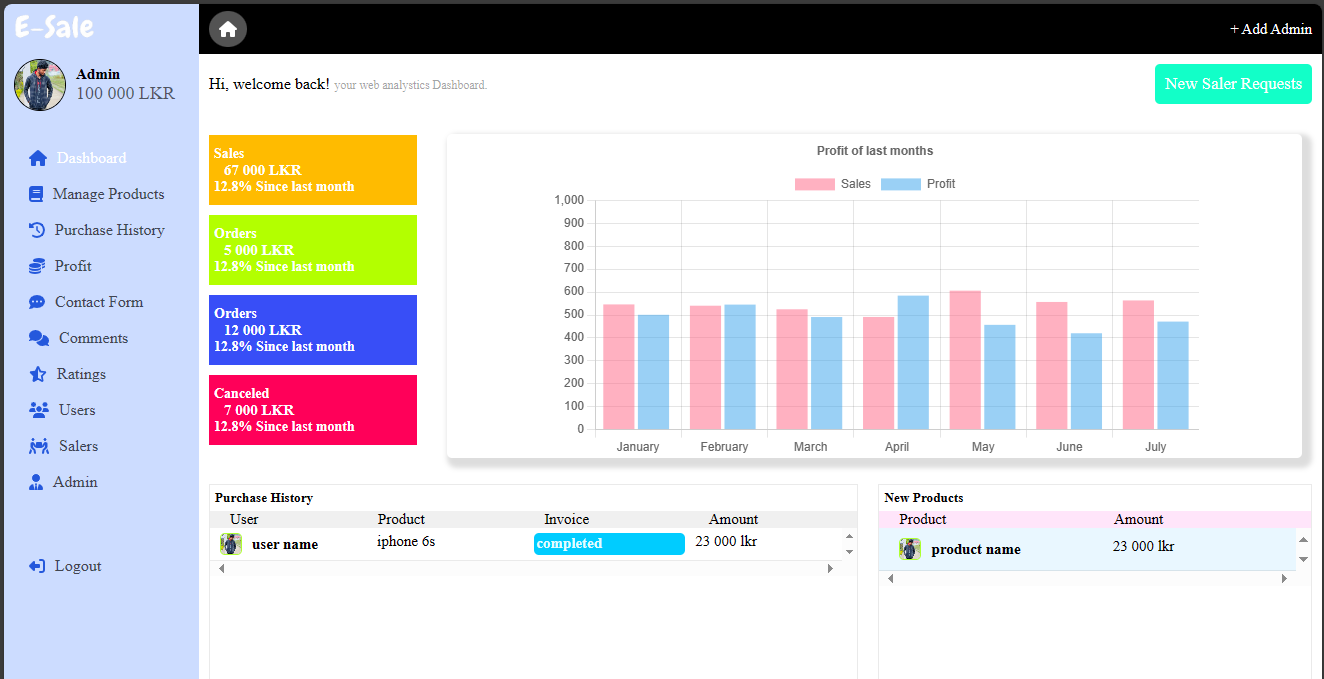 E-Sale
Admin
100 000 LKR
Dashboard
Manage Products
Purchase History
Profit
Contact Form
Comments
Ratings
Users
Salers
Admin
Logout
+ Add Admin
Hi, welcome back! your web analystics Dashboard.
New Saler Requests
Sales
67 000 LKR
12.8% Since last month
Orders
5 000 LKR
12.8% Since last month
Orders
12 000 LKR
12.8% Since last month
Canceled
7 000 LKR
12.8% Since last month
Profit of last months
Sales Profit
1,000
900
800
700
600
500
400
300
200
100
0
January February March April May June July
Purchase History
User Product Invoice Amount
user name iphone 6s completed 23 000 lkr
New Products
Product Amount
product name 23 000 lkr